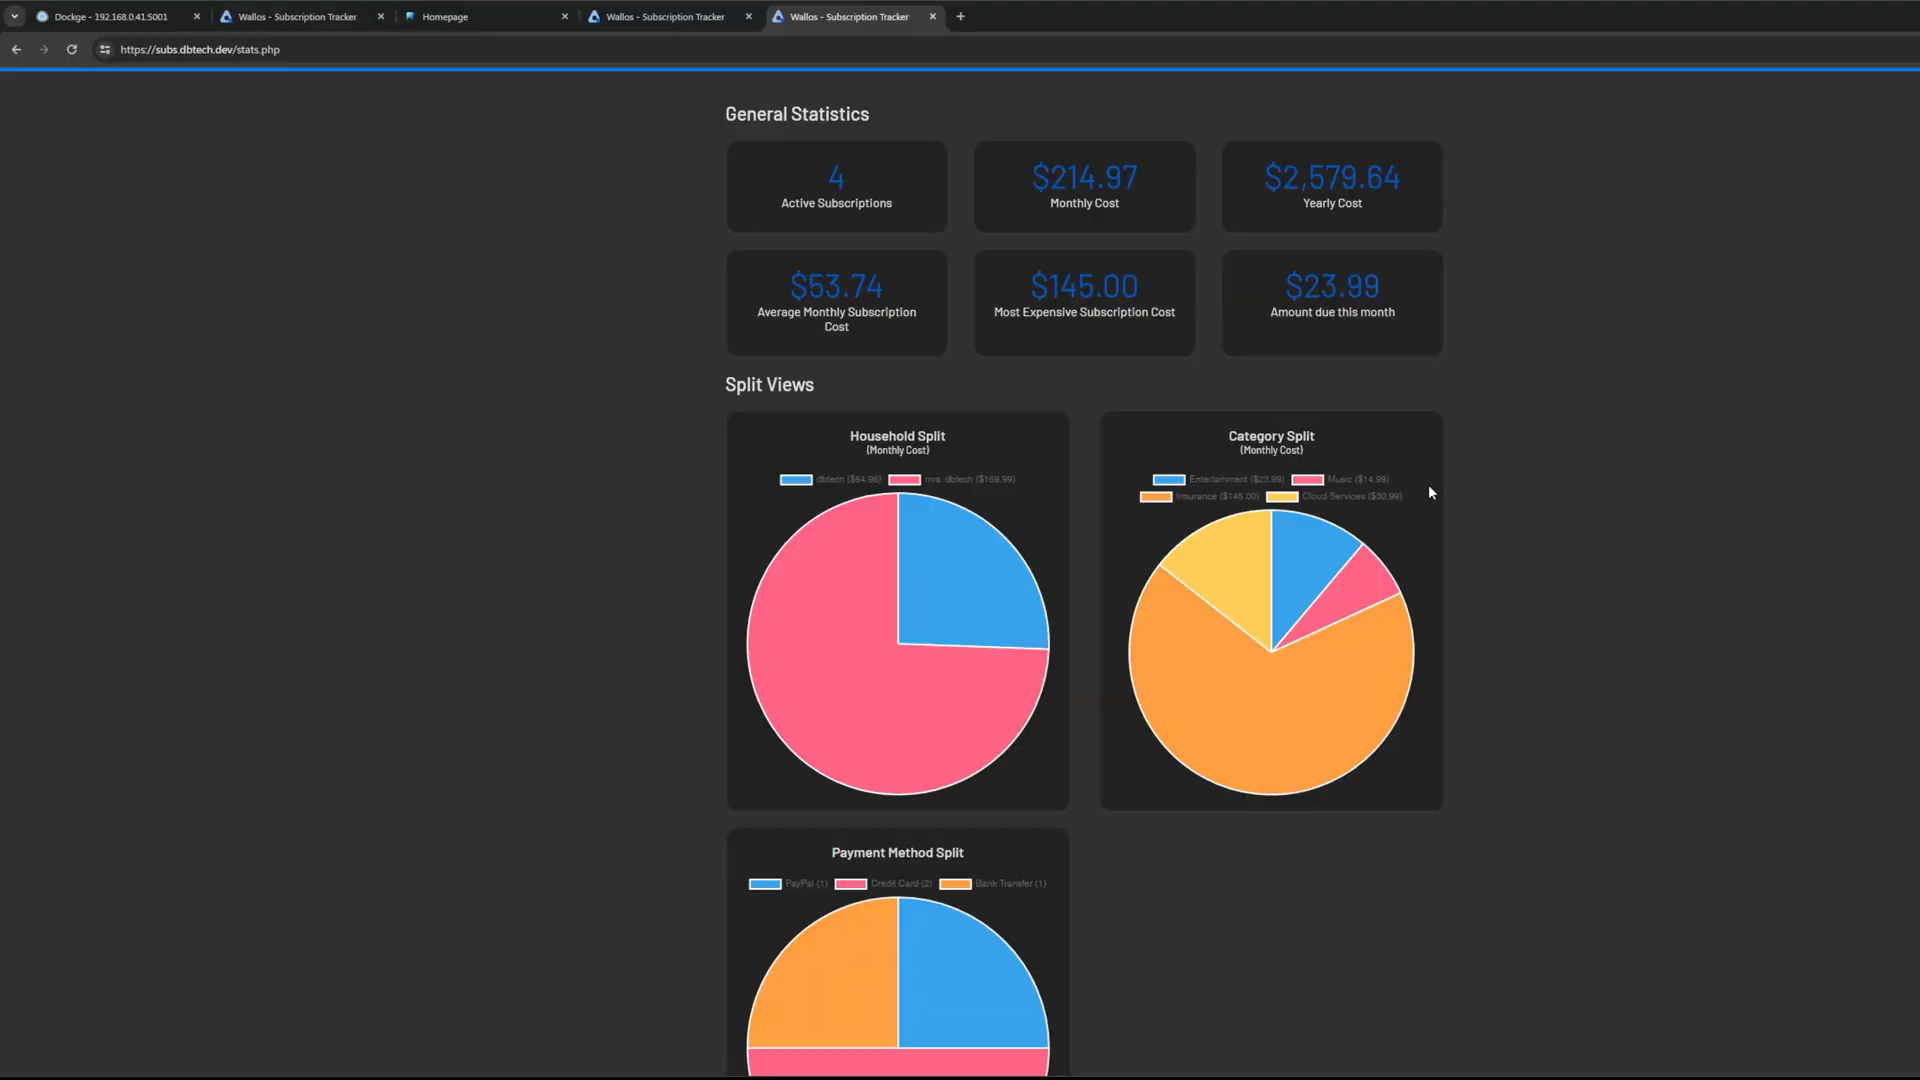 Dockge - 192.168.0.41:5001
Wallos - Subscription Tracker
Homepage
Wallos - Subscription Tracker
Wallos - Subscription Tracker
https://subs.dbtech.dev/stats.php
General Statistics
4
Active Subscriptions
$214.97
Monthly Cost
$2,579.64
Yearly Cost
$53.74
Average Monthly Subscription
Cost
$145.00
Most Expensive Subscription Cost
$23.99
Amount due this month
Split Views
Household Split
(Monthly Cost)
dbtech ($54.98) mrs. dbtech ($159.99)
Category Split
(Monthly Cost)
Entertainment ($23.99) Music ($14.99)
Insurance ($145.00) Cloud Services ($30.99)
Payment Method Split
PayPal (1) Credit Card (2) Bank Transfer (1)